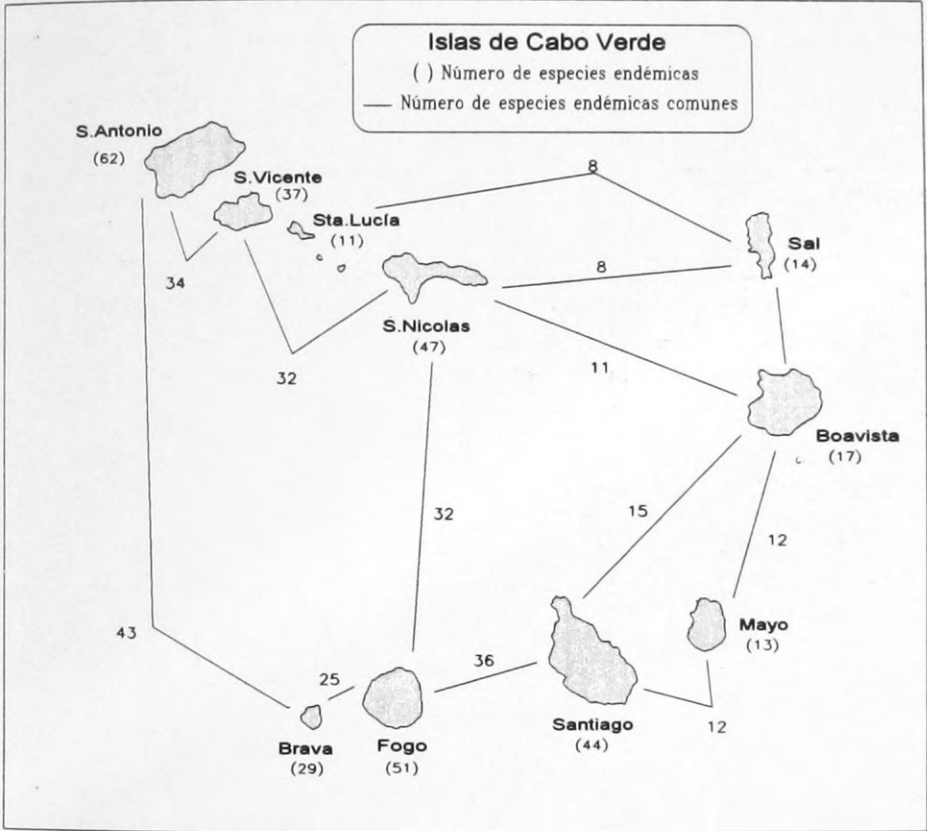 Islas de Cabo Verde
( ) Número de especies endémicas
— Número de especies endémicas comunes
S.Antonio
(62)
S.Vicente
(37)
Sta.Lucía
(11)
8
Sal
(14)
34
8
S.Nicolas
(47)
32
11
Boavista
(17)
32
15
12
43
Mayo
(13)
25
36
12
Brava
(29)
Fogo
(51)
Santiago
(44)